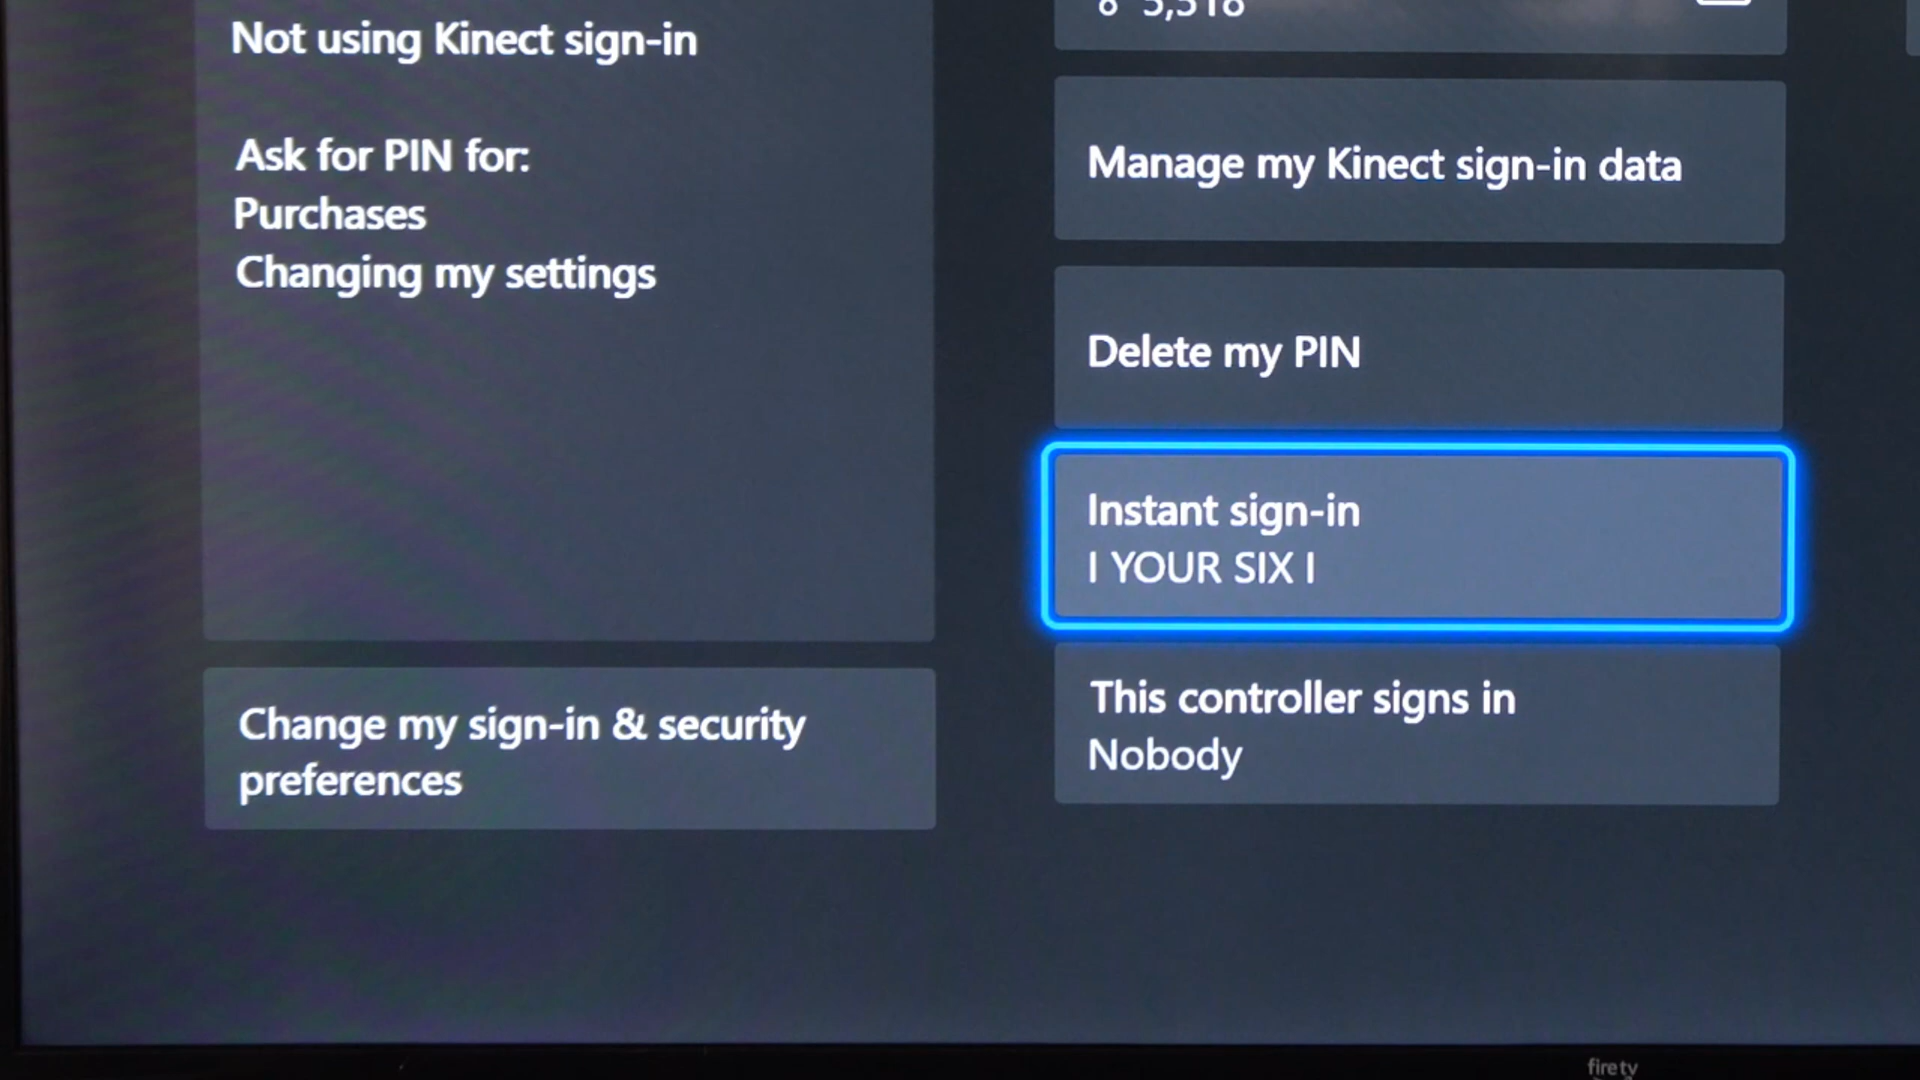 Not using Kinect sign-in
Ask for PIN for:
Purchases
Changing my settings
Change my sign-in & security
preferences
Manage my Kinect sign-in data
Delete my PIN
Instant sign-in
I YOUR SIX I
This controller signs in
Nobody
firetv